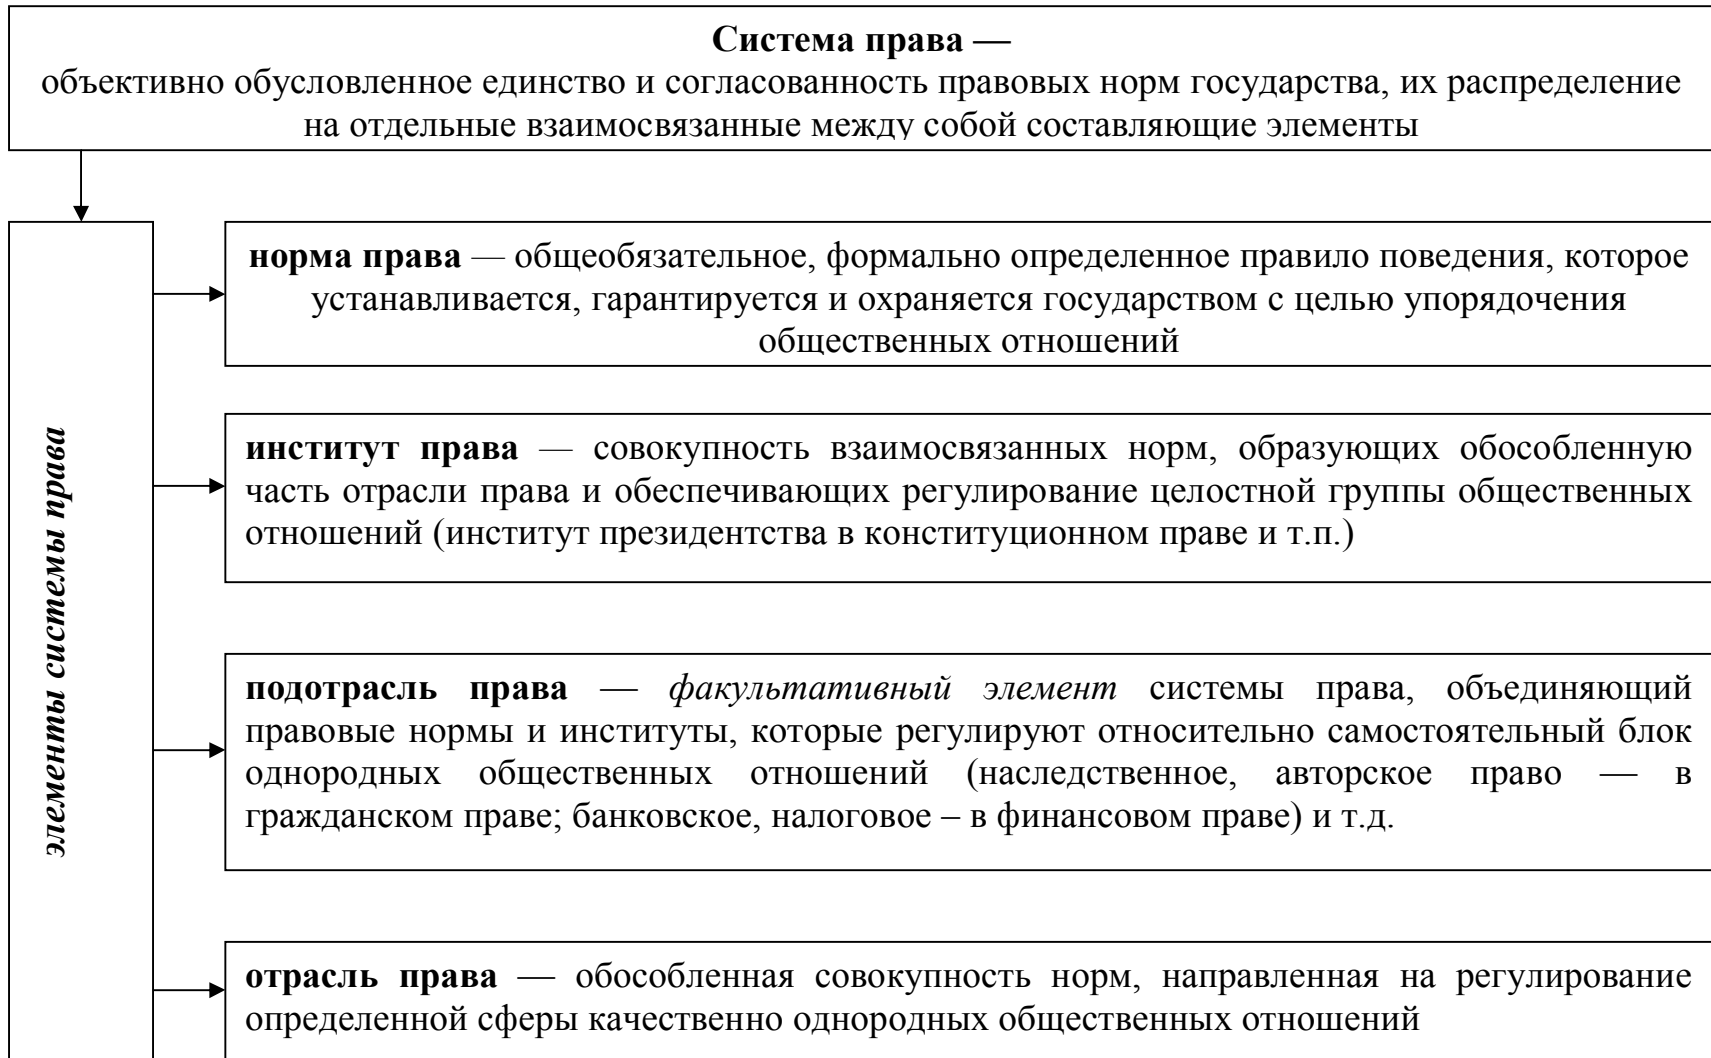 Система права —
объективно обусловленное единство и согласованность правовых норм государства, их распределение
на отдельные взаимосвязанные между собой составляющие элементы
элементы системы права
норма права — общеобязательное, формально определенное правило поведения, которое
устанавливается, гарантируется и охраняется государством с целью упорядочения
общественных отношений
институт права — совокупность взаимосвязанных норм, образующих обособленную
часть отрасли права и обеспечивающих регулирование целостной группы общественных
отношений (институт президентства в конституционном праве и т.п.)
подотрасль права — факультативный элемент системы права, объединяющий
правовые нормы и институты, которые регулируют относительно самостоятельный блок
однородных общественных отношений (наследственное, авторское право — в
гражданском праве; банковское, налоговое – в финансовом праве) и т.д.
отрасль права — обособленная совокупность норм, направленная на регулирование
определенной сферы качественно однородных общественных отношений